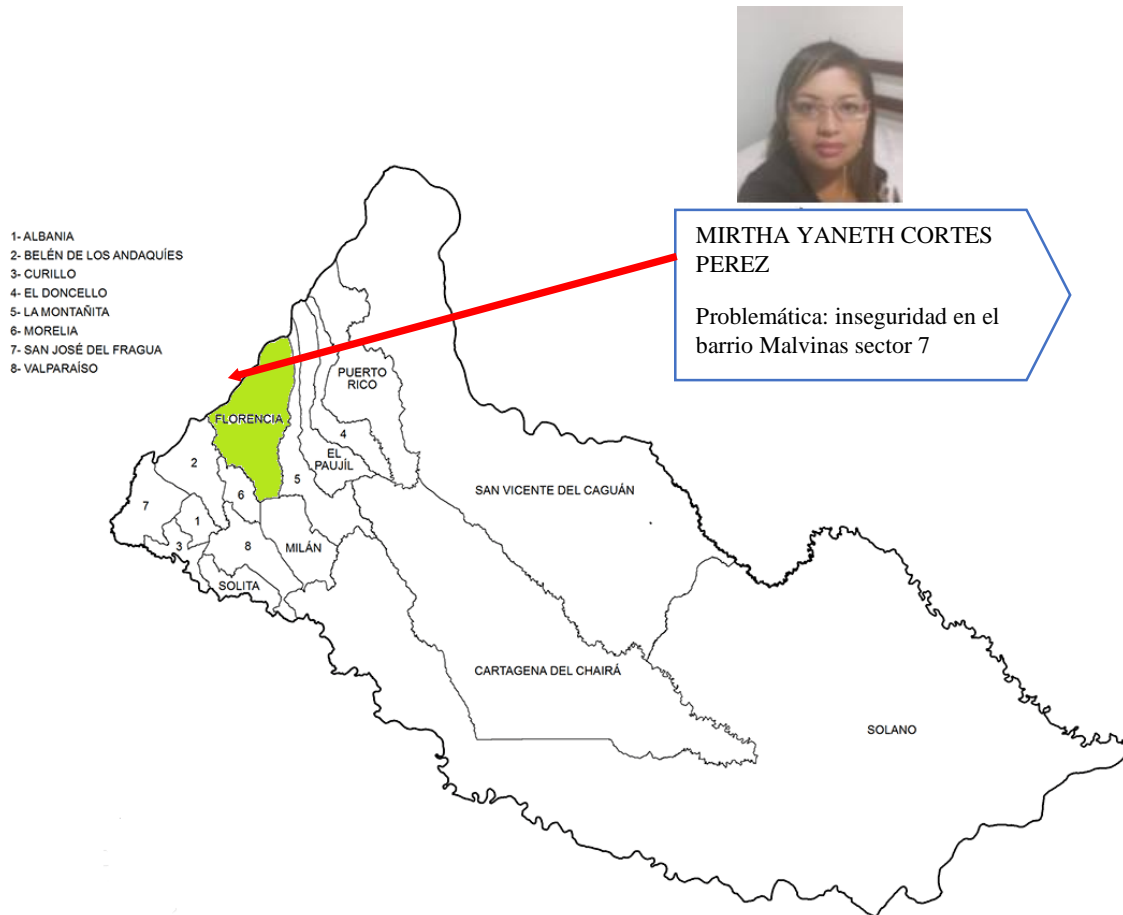 1- ALBANIA
2- BELÉN DE LOS ANDAQUÍES
3- CURILLO
4- EL DONCELLO
5- LA MONTAÑITA
6- MORELIA
7- SAN JOSÉ DEL FRAGUA
8- VALPARAÍSO
MIRTHA YANETH CORTES
PEREZ
Problemática: inseguridad en el
barrio Malvinas sector 7
PUERTO
RICO
FLORENCIA
4
EL
PAUJÍL
2
5
6
7
1
3
8
MILÁN
SOLITA
SAN VICENTE DEL CAGUÁN
CARTAGENA DEL CHAIRÁ
SOLANO